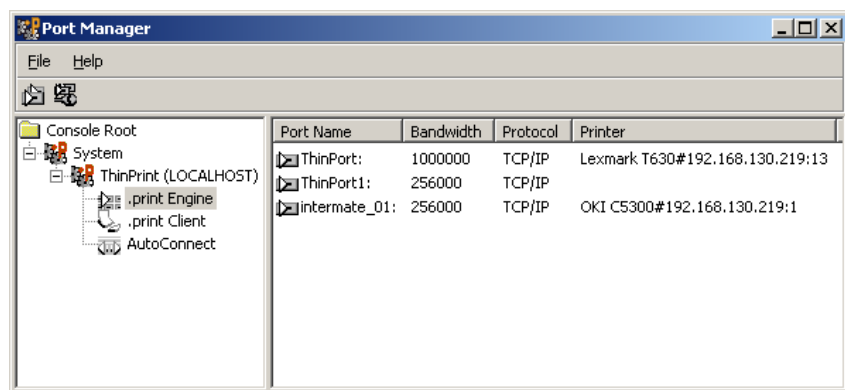 Port Manager
File Help
Console Root
System
ThinPrint (LOCALHOST)
.print Engine
.print Client
AutoConnect
Port Name Bandwidth Protocol Printer
ThinPort: 1000000 TCP/IP Lexmark T630#192.168.130.219:13
ThinPort1: 256000 TCP/IP
intermate_01: 256000 TCP/IP OKI C5300#192.168.130.219:1